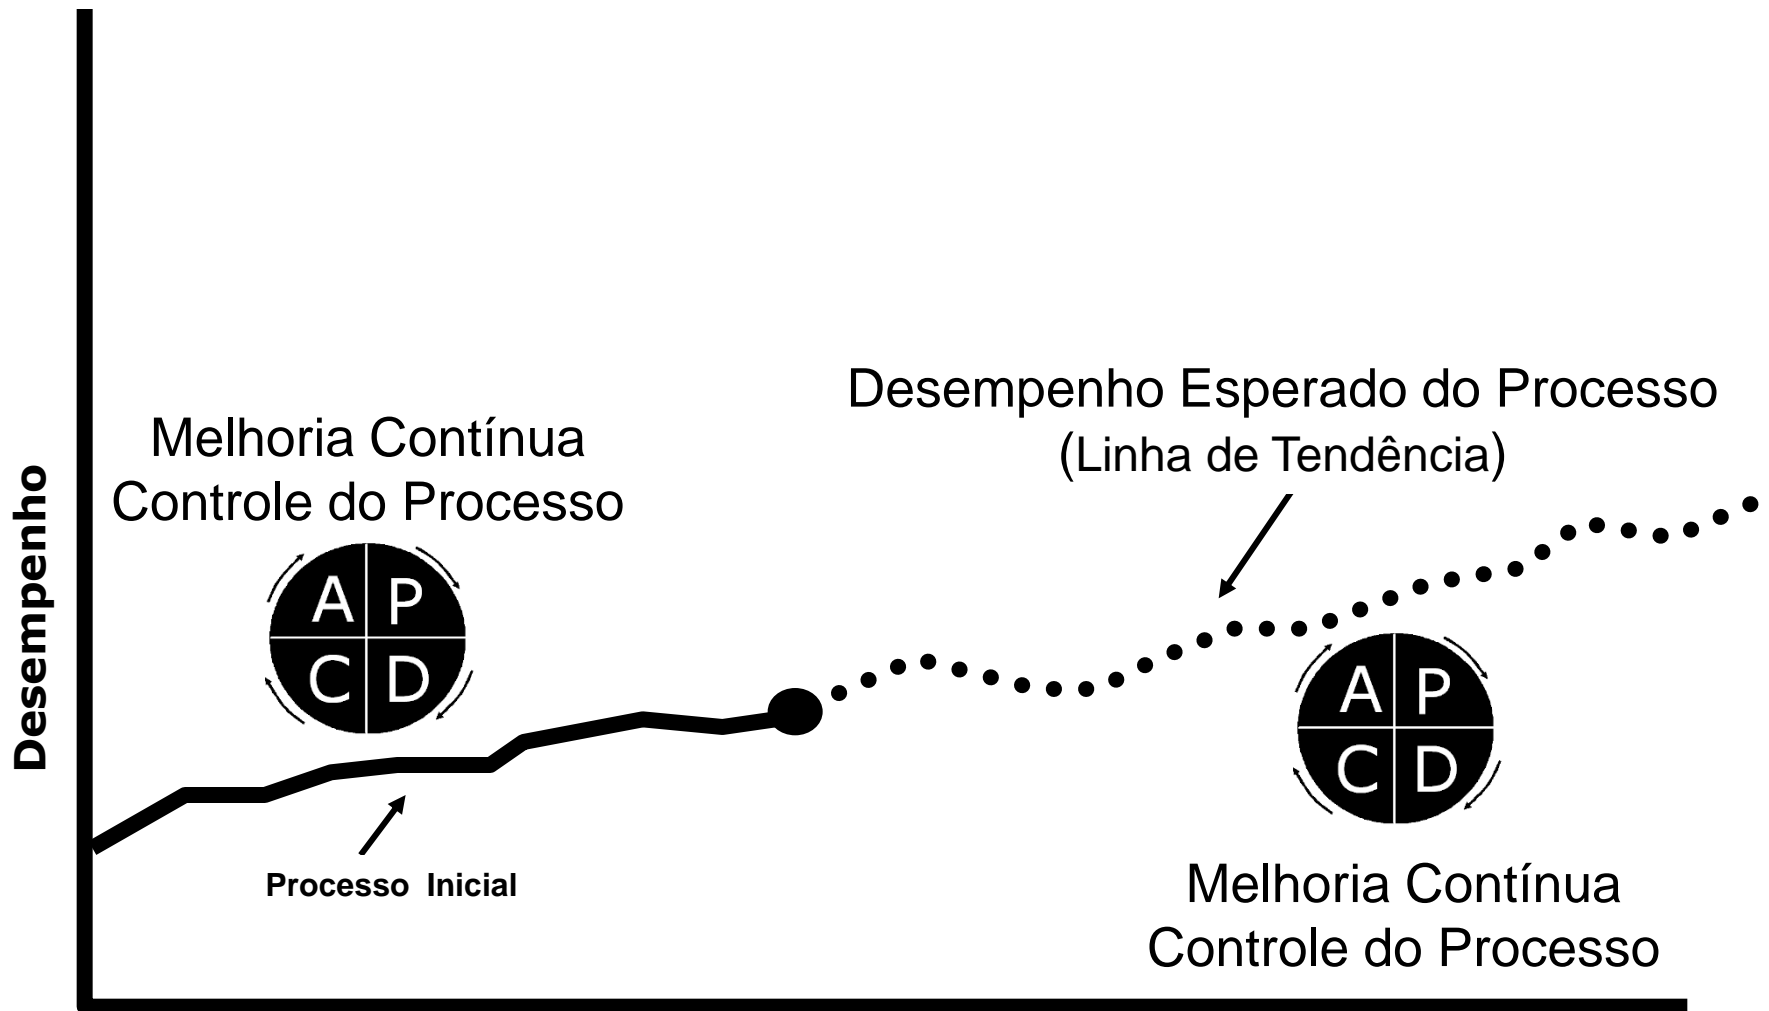 Desempenho Esperado do Processo
(Linha de Tendência)
Melhoria Contínua
Controle do Processo
Desempenho
A P
C D
Processo Inicial
A P
C D
Melhoria Contínua
Controle do Processo